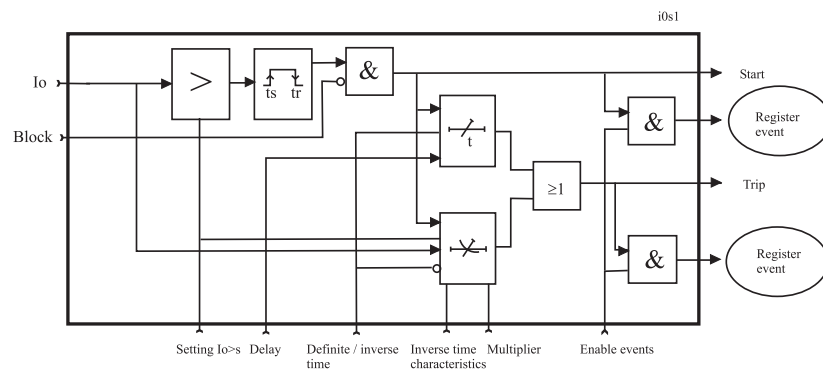 i0s1
Io
>
ts tr
&
Start
Block
&
Register
event
t
≥1
Trip
&
Register
event
Setting Io>s
Delay
Definite / inverse
time
Inverse time
characteristics
Multiplier
Enable events